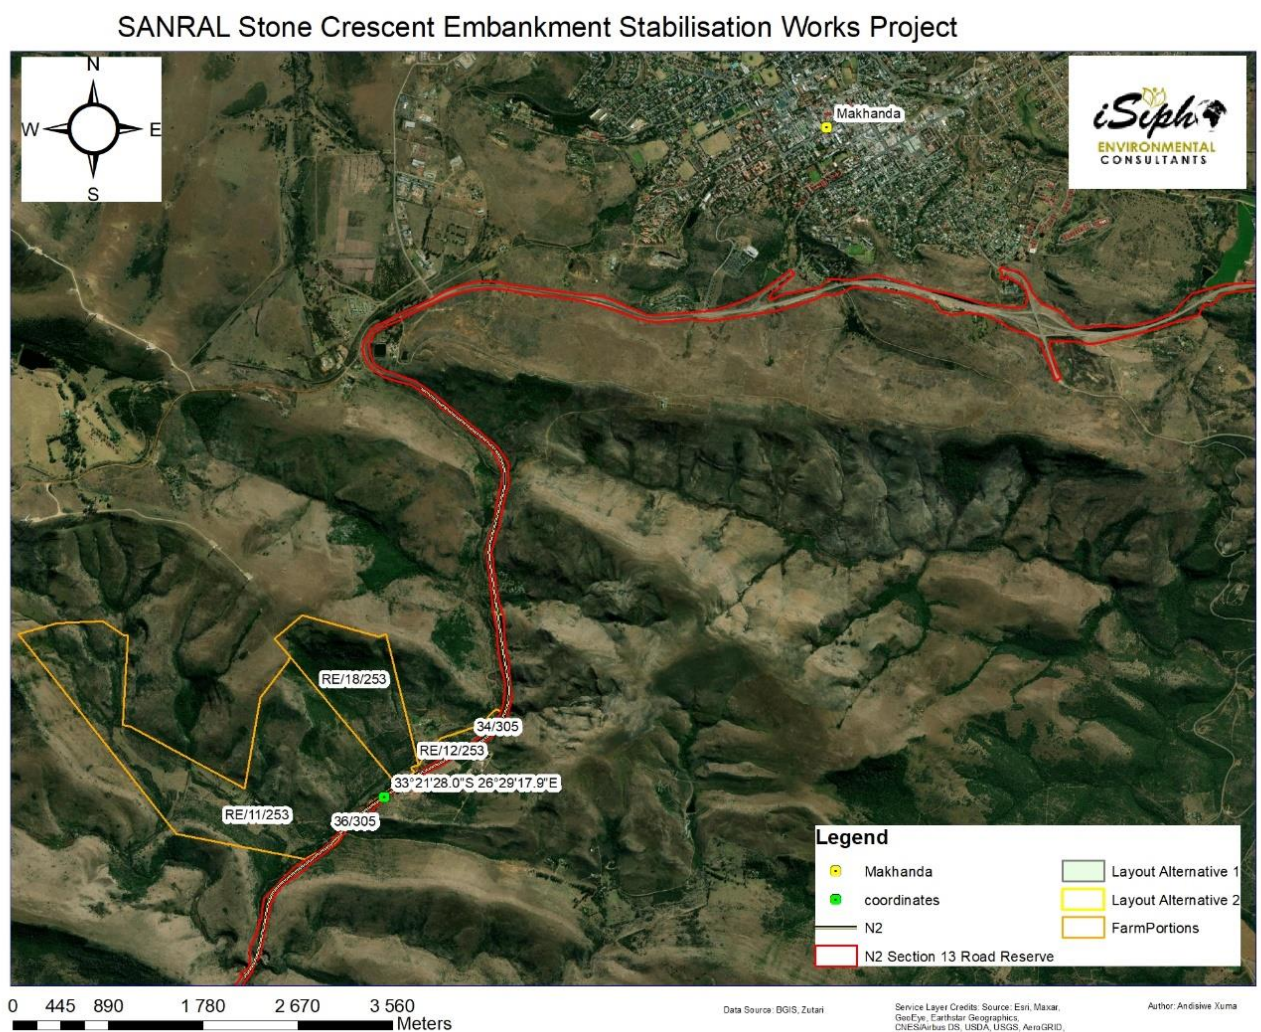 SANRAL Stone Crescent Embankment Stabilisation Works Project
N
W E
S
Makhanda
iSipho
ENVIRONMENTAL
CONSULTANTS
RE/18/253
34/305
RE/12/253
33°21'28.0"S 26°29'17.9"E
RE/11/253
36/305
Legend
Makhanda
coordinates
N2
N2 Section 13 Road Reserve
Layout Alternative 1
Layout Alternative 2
FarmPortions
0 445 890 1 780 2 670 3 560
Meters
Data Source: BGIS, Zutari
Service Layer Credits: Source: Esri, Maxar,
GeoEye, Earthstar Geographics,
CNES/Airbus DS, USDA, USGS, AeroGRID,
Author: Andisiwe Xuma